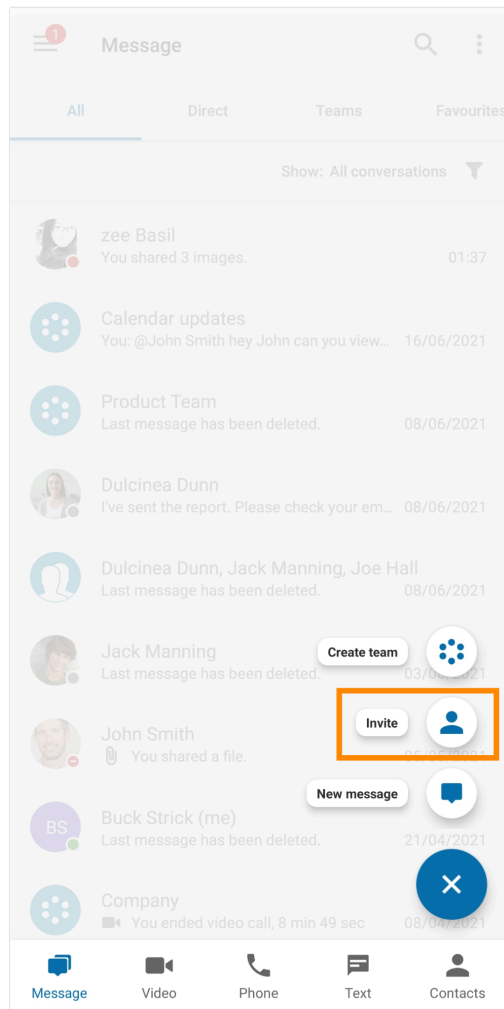 1
Message
All Direct Teams Favourites
Show: All conversations
zee Basil
You shared 3 images. 01:37
Calendar updates
You: @John Smith hey John can you view... 16/06/2021
Product Team
Last message has been deleted. 08/06/2021
Dulcinea Dunn
I've sent the report. Please check your em... 08/06/2021
Dulcinea Dunn, Jack Manning, Joe Hall
Last message has been deleted. 08/06/2021
Jack Manning
Create team
Last message has been deleted.
Invite
John Smith
You shared a file.
New message
Buck Strick (me)
BS
Last message has been deleted. 21/04/2021
Company
You ended video call, 8 min 49 sec 08/04/2021
Message Video Phone Text Contacts